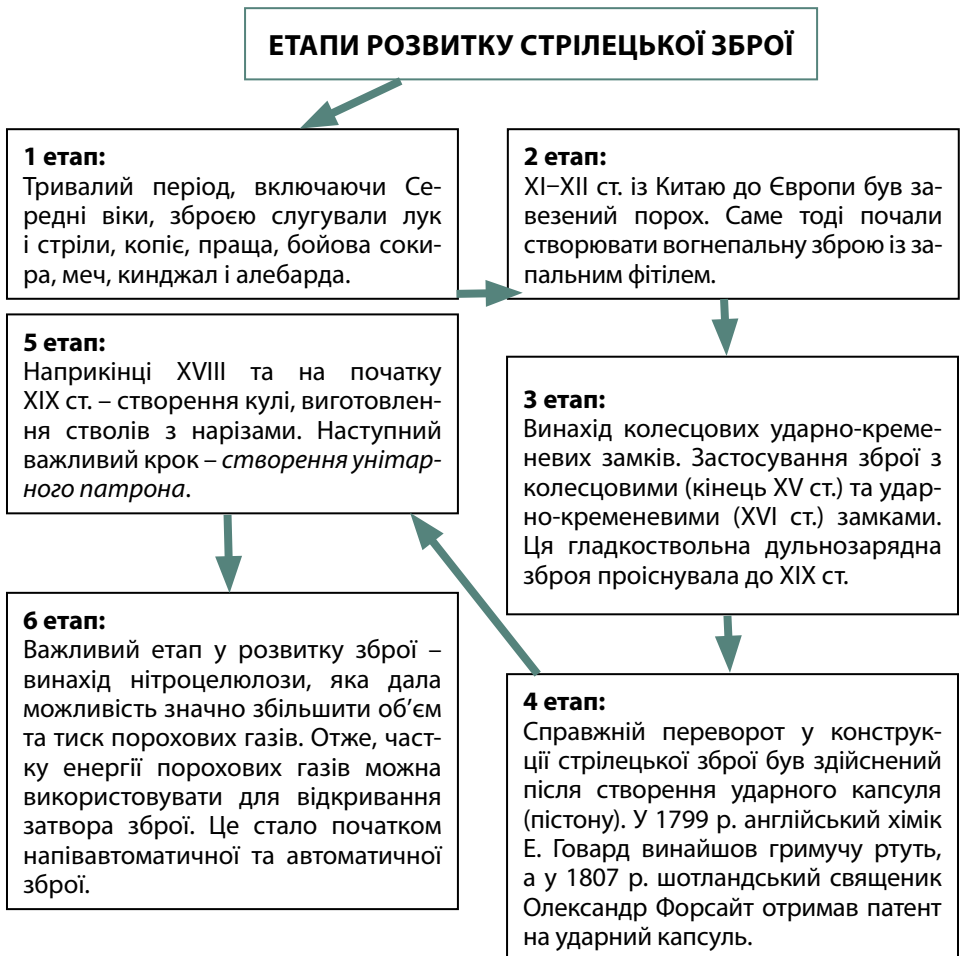 ЕТАПИ РОЗВИТКУ СТРІЛЕЦЬКОЇ ЗБРОЇ
1 етап:
Тривалий період, включаючи Се-
редні віки, зброєю слугували лук
і стріли, копіє, праща, бойова соки-
ра, меч, кинджал і алебарда.
2 етап:
XI–XII ст. із Китаю до Європи був за-
везений порох. Саме тоді почали
створювати вогнепальну зброю із за-
пальним фітілем.
3 етап:
Винахід колесцових ударно-креме-
невих замків. Застосування зброї з
колесцовими (кінець XV ст.) та удар-
но-кременевими (XVI ст.) замками.
Ця гладкоствольна дульнозарядна
зброя проіснувала до XIX ст.
4 етап:
Справжній переворот у конструк-
ції стрілецької зброї був здійснений
після створення ударного капсуля
(пістону). У 1799 р. англійський хімік
Е. Говард винайшов гримучу ртуть,
а у 1807 р. шотландський священик
Олександр Форсайт отримав патент
на ударний капсуль.
5 етап:
Наприкінці XVIII та на початку
XIX ст. – створення кулі, виготовлен-
ня стволів з нарізами. Наступний
важливий крок – створення унітар-
ного патрона.
6 етап:
Важливий етап у розвитку зброї –
винахід нітроцелюлози, яка дала
можливість значно збільшити об’єм
та тиск порохових газів. Отже, част-
ку енергії порохових газів можна
використовувати для відкривання
затвора зброї. Це стало початком
напівавтоматичної та автоматичної
зброї.